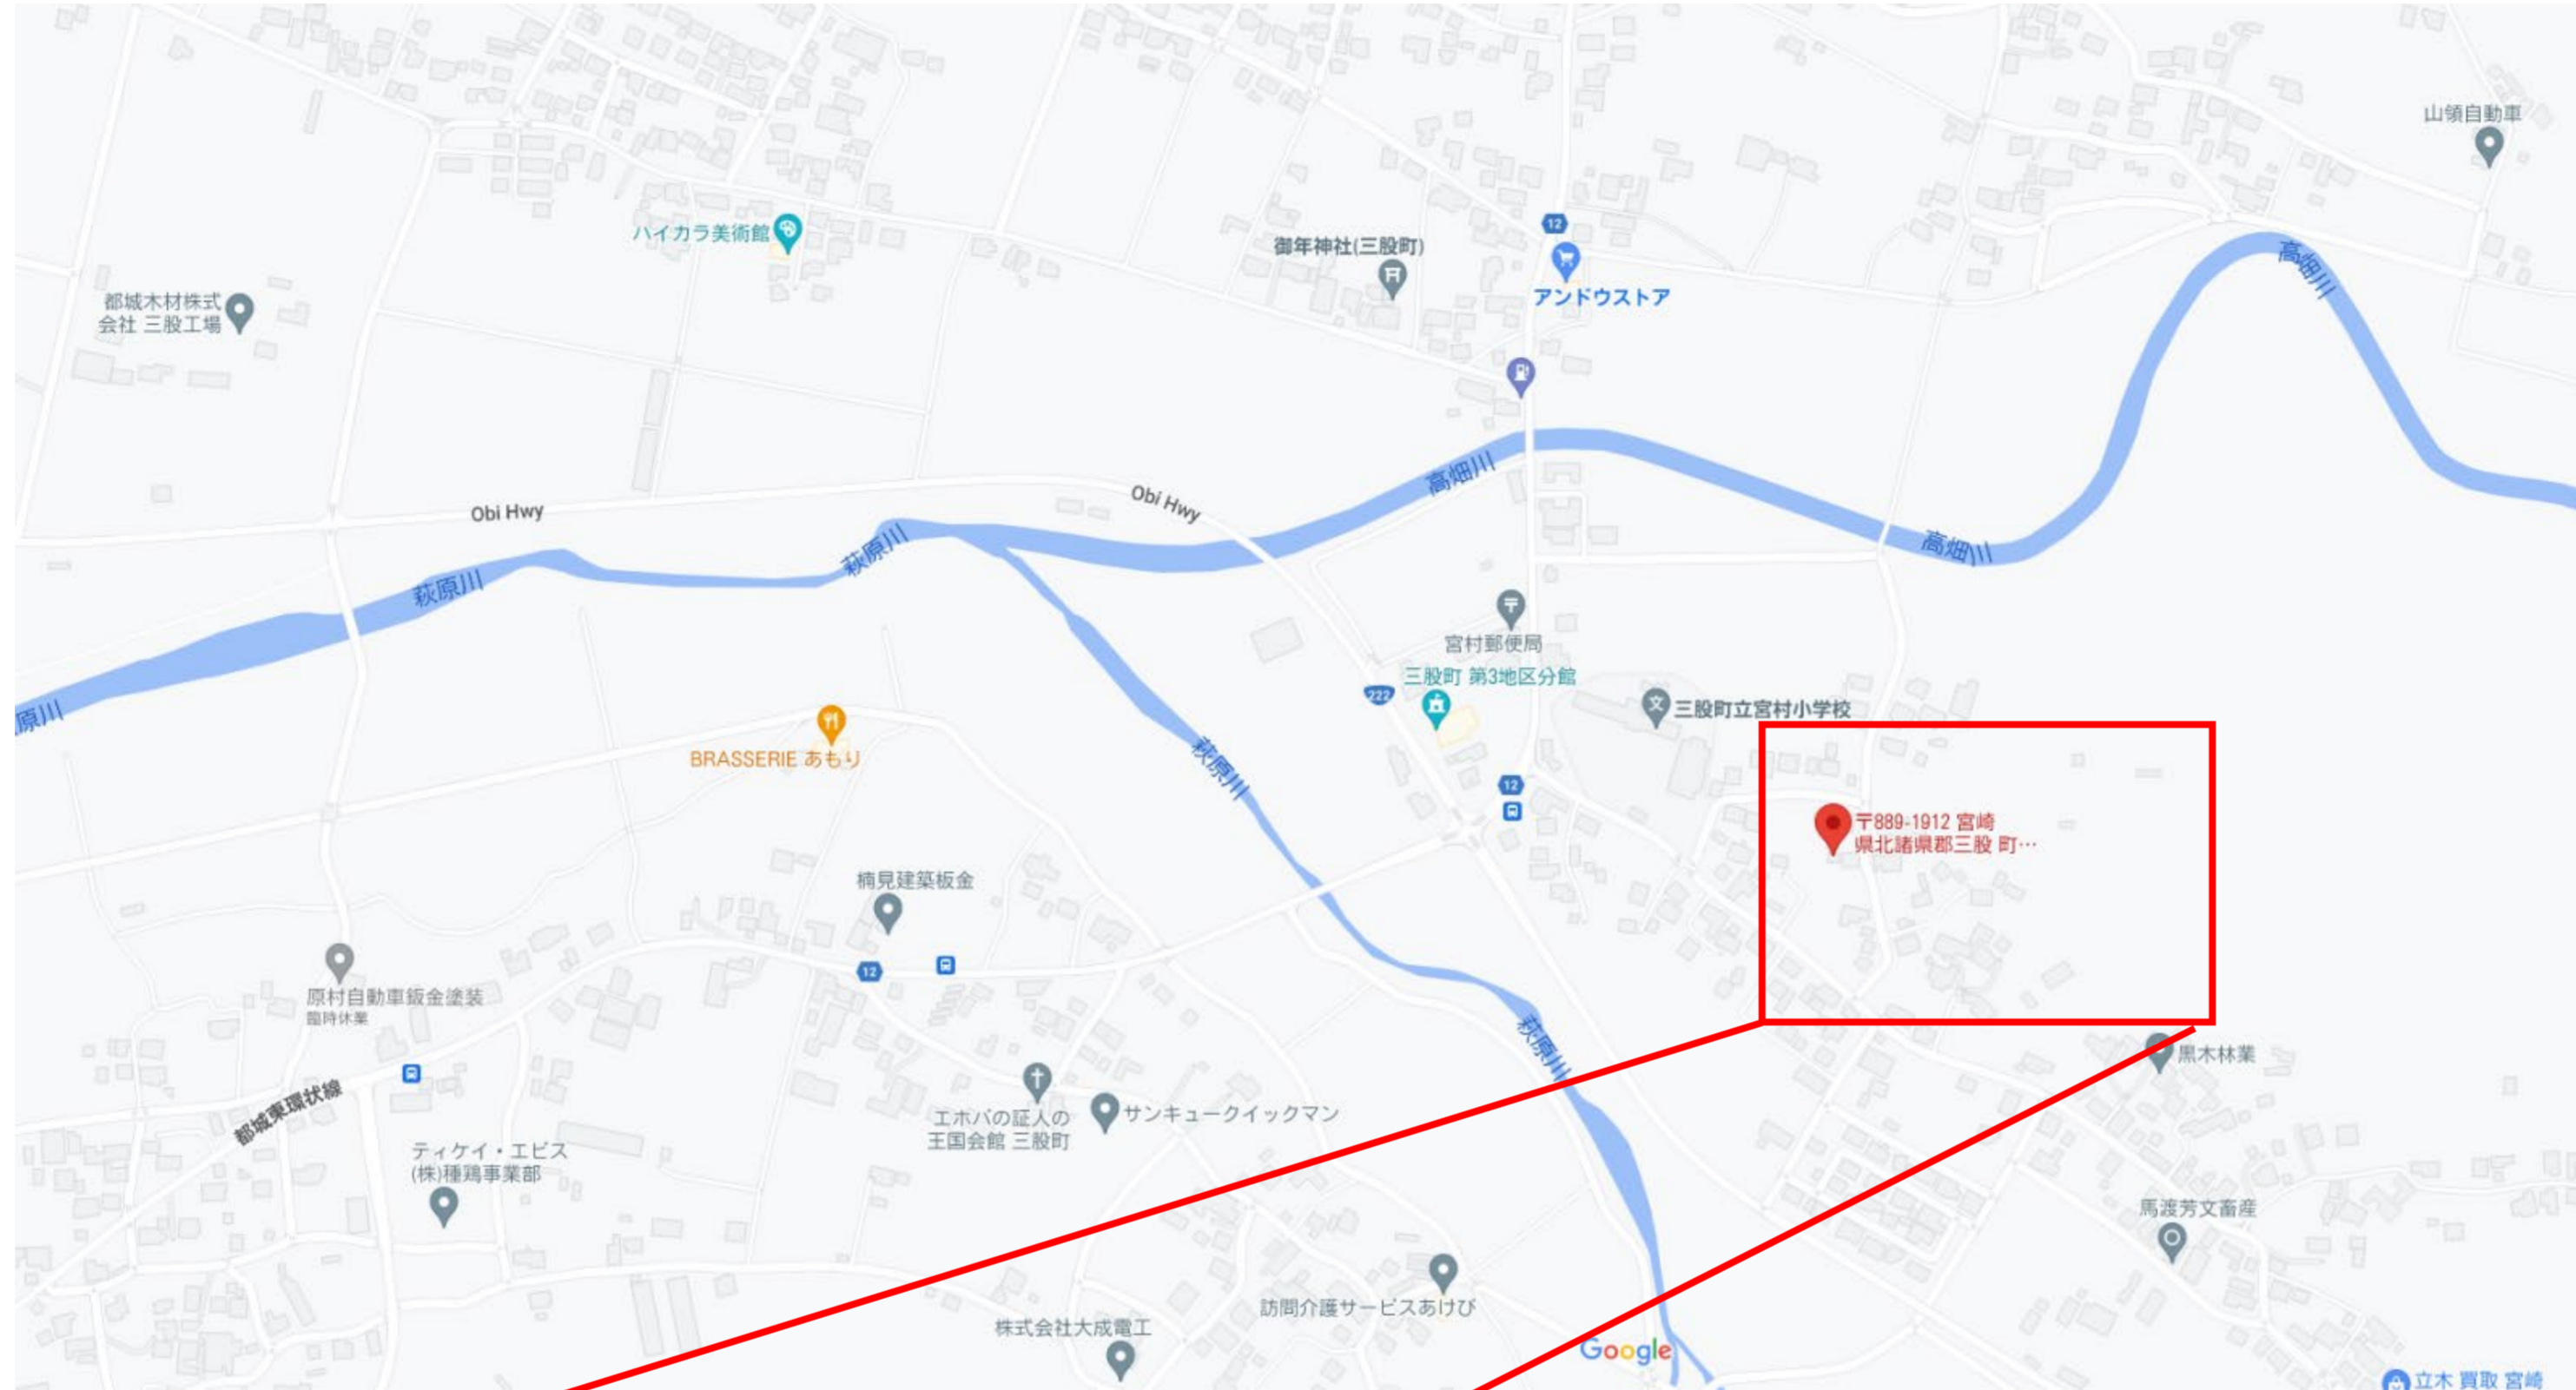 山領自動車
12
ハイカラ美術館
御年神社(三股町)
高畑川
都城木材株式
会社 三股工場
アンドウストア
高畑川
Obi Hwy
Obi Hwy
高畑川
萩原川
萩原川
宮村郵便局
三股町 第3地区分館
222
三股町立宮村小学校
原川
BRASSERIE あもり
萩原川
12
〒889-1912 宮崎
県北諸県郡三股 町…
楠見建築板金
12
原村自動車鈑金塗装
臨時休業
萩原川
黒木林業
都城東環状線
エホバの証人の
王国会館 三股町
サンキュークイックマン
ティケイ・エビス
(株)種鶏事業部
馬渡芳文畜産
訪問介護サービスあけび
株式会社大成電工
Google
立木 買取 宮崎